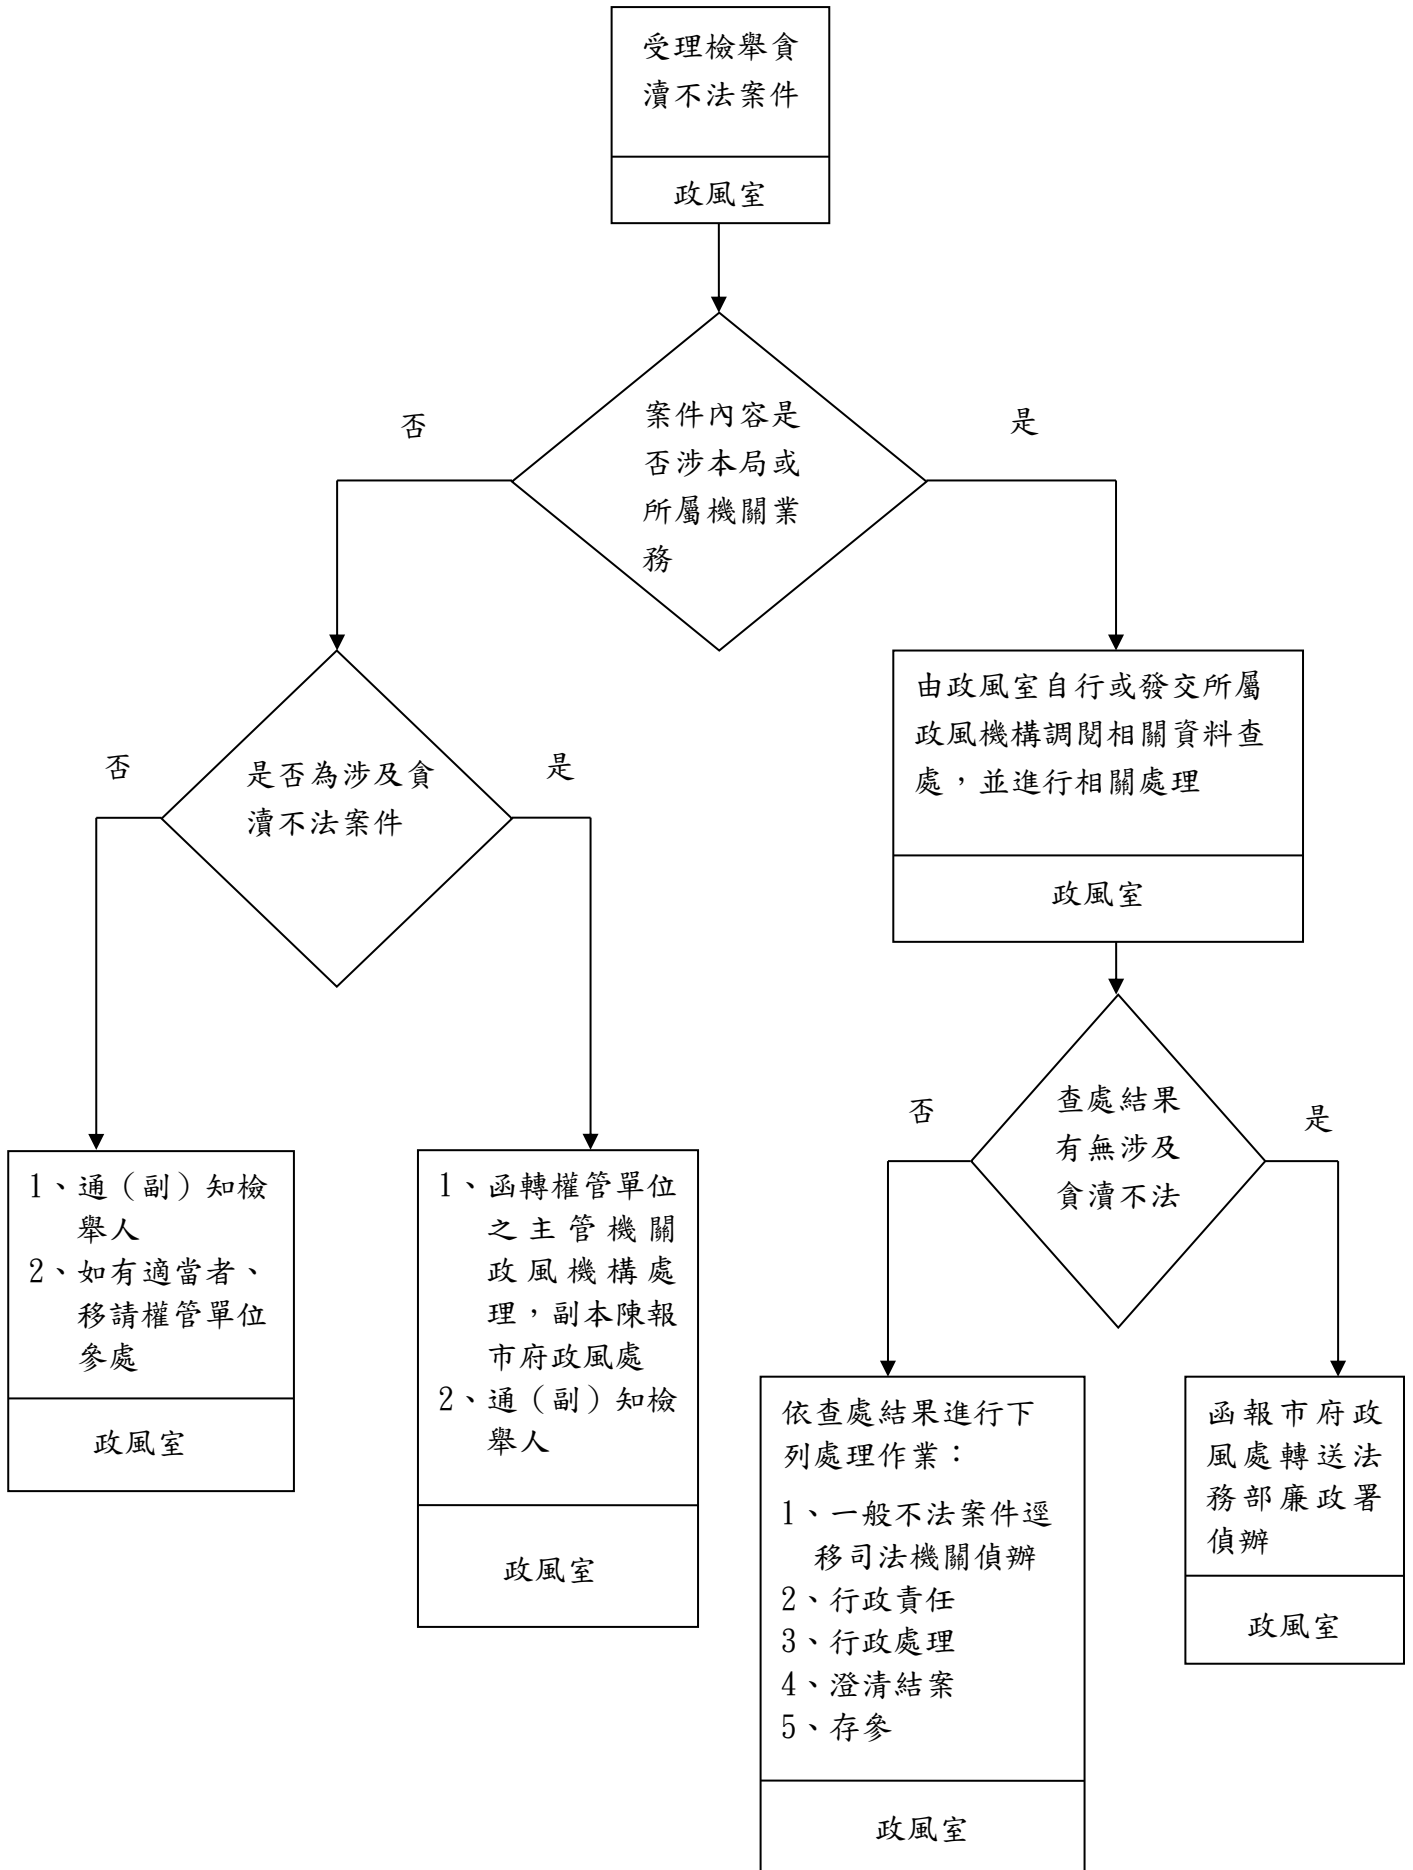 受理檢舉貪
瀆不法案件
政風室
案件內容是
否涉本局或
所屬機關業
務
否
是
由政風室自行或發交所屬
政風機構調閱相關資料查
處，並進行相關處理
政風室
是否為涉及貪
瀆不法案件
否
是
查處結果
有無涉及
貪瀆不法
否
是
1、通（副）知檢
舉人
2、如有適當者、
移請權管單位
參處
政風室
1、函轉權管單位
之主管機關
政風機構處
理，副本陳報
市府政風處
2、通（副）知檢
舉人
政風室
依查處結果進行下
列處理作業：
1、一般不法案件逕
移司法機關偵辦
2、行政責任
3、行政處理
4、澄清結案
5、存參
政風室
函報市府政
風處轉送法
務部廉政署
偵辦
政風室